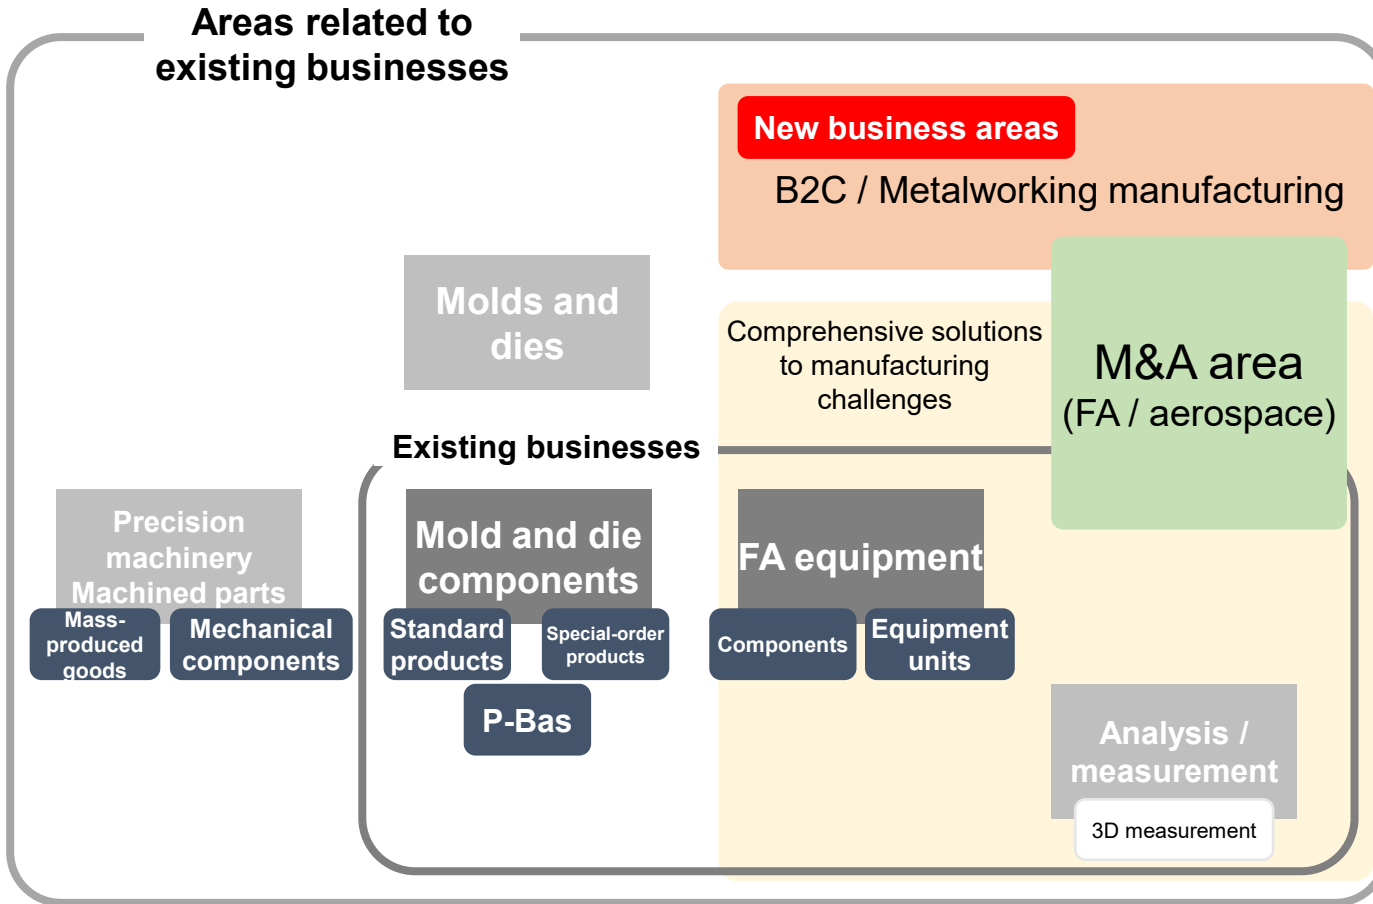 Areas related to
existing businesses
New business areas
B2C / Metalworking manufacturing
Molds and
dies
Comprehensive solutions
to manufacturing
challenges
M&A area
(FA / aerospace)
Existing businesses
Precision
machinery
Machined parts
Mass-
produced
goods
Mechanical
components
Mold and die
components
Standard
products
Special-order
products
P-Bas
FA equipment
Components
Equipment
units
Analysis /
measurement
3D measurement